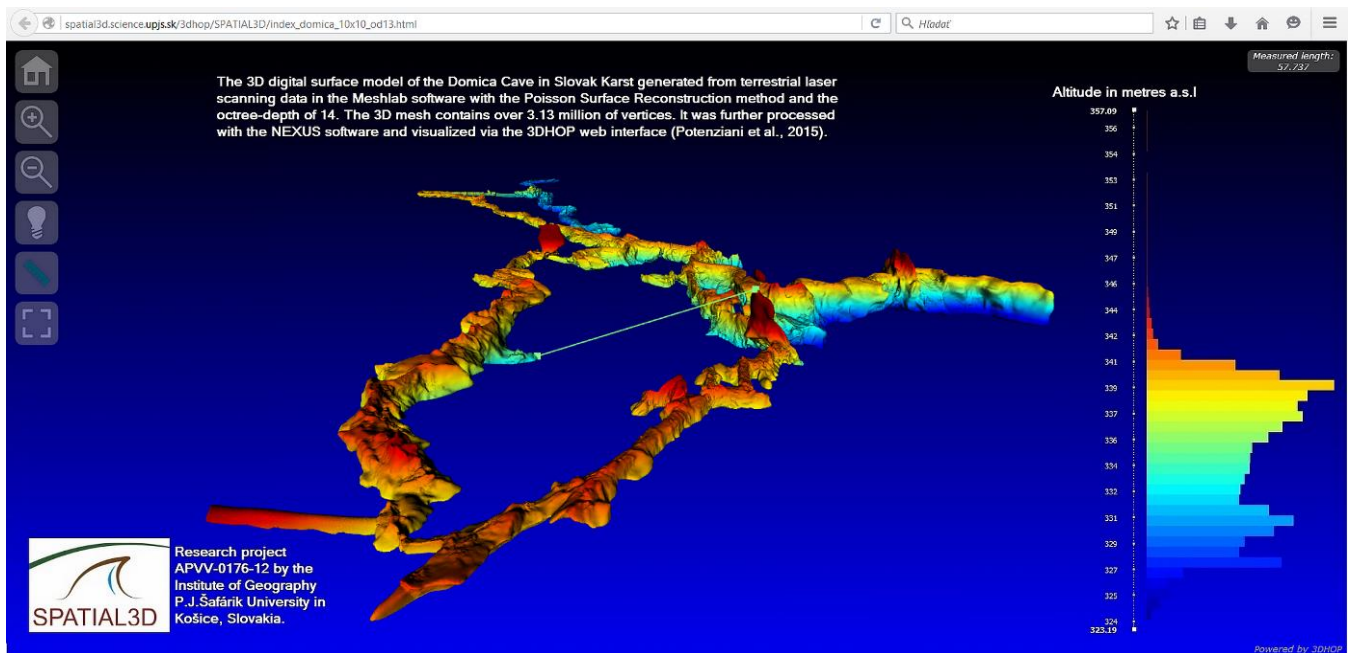 spatial3d.science.upjs.sk/3dhop/SPATIAL3D/index_domica_10x10_od13.html
Hľadať
Measured length:
57.737
The 3D digital surface model of the Domica Cave in Slovak Karst generated from terrestrial laser
scanning data in the Meshlab software with the Poisson Surface Reconstruction method and the
octree-depth of 14. The 3D mesh contains over 3.13 million of vertices. It was further processed
with the NEXUS software and visualized via the 3DHOP web interface (Potenziani et al., 2015).
Altitude in metres a.s.l
357.09
356
354
353
351
349
347
346
344
342
341
339
337
336
334
332
331
329
327
325
324
323.19
SPATIAL3D
Research project
APVV-0176-12 by the
Institute of Geography
P.J.Šafárik University in
Košice, Slovakia.
Powered by 3DHOP